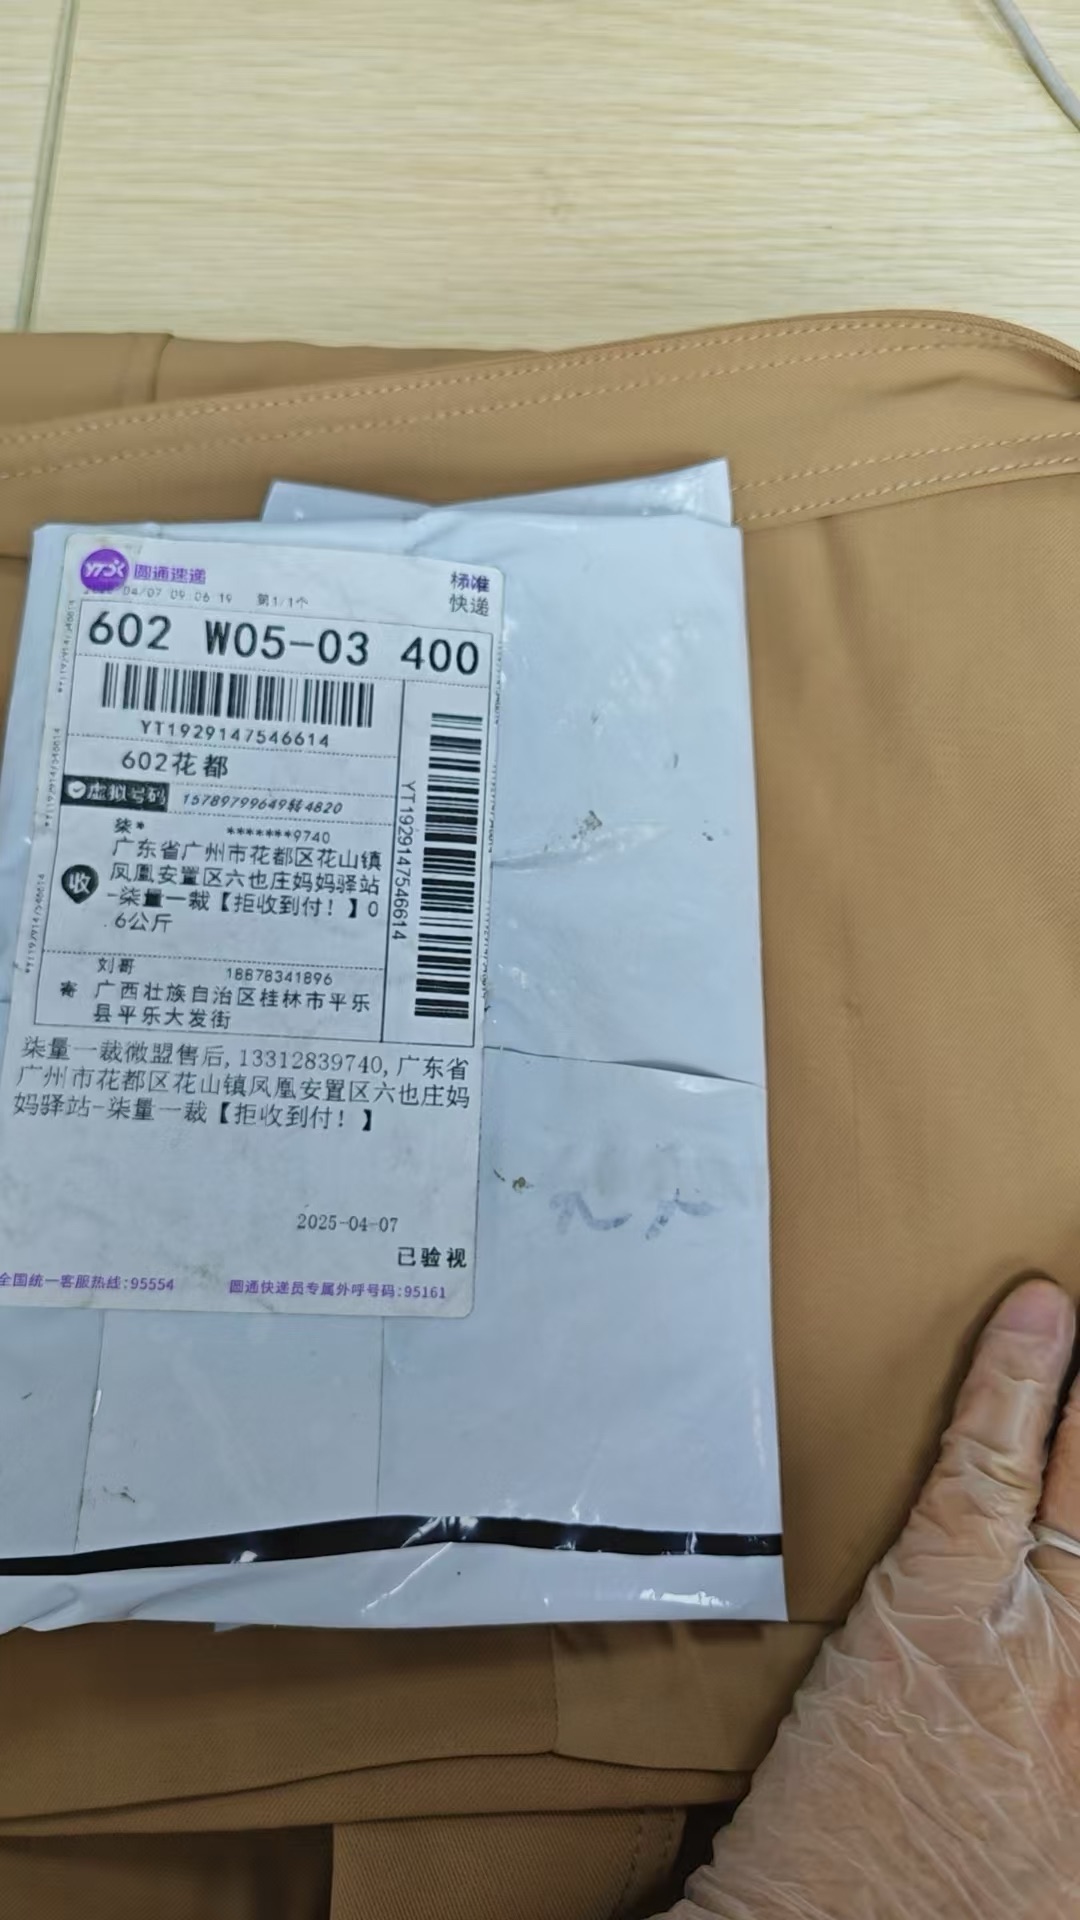 YTO 圆通速递
标准
快递
04/07 09:06:19 第1/1个
602 W05-03 400
YT1929147546614
602花都
虚拟号码 15789799649转4820
YT1929147546614
柒* *******9740
收 广东省广州市花都区花山镇
凤凰安置区六也庄妈妈驿站
-柒量一裁【拒收到付！】0
.6公斤
刘哥 18878341896
寄 广西壮族自治区桂林市平乐
县平乐大发街
柒量一裁微盟售后,13312839740,广东省
广州市花都区花山镇凤凰安置区六也庄妈
妈驿站-柒量一裁【拒收到付！】
2025-04-07
已验视
全国统一客服热线:95554 圆通快递员专属外呼号码:95161